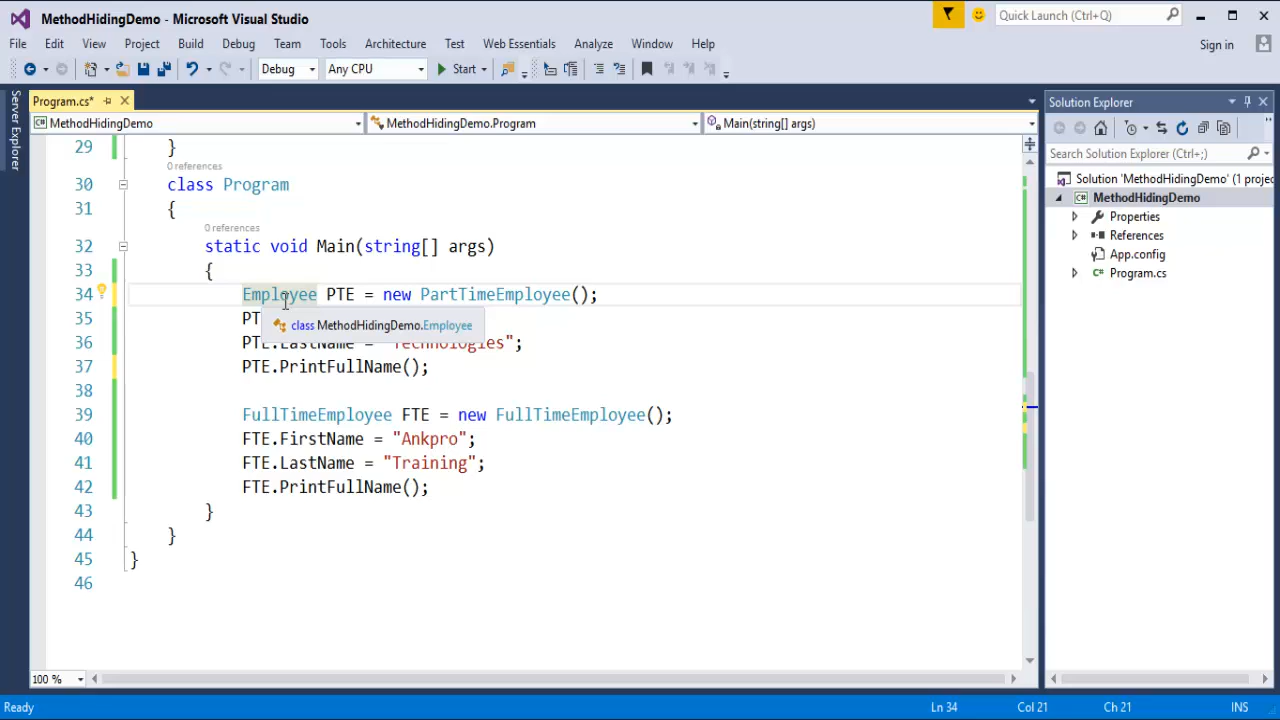 MethodHidingDemo - Microsoft Visual Studio
Quick Launch (Ctrl+Q)
File Edit View Project Build Debug Team Tools Architecture Test Web Essentials Analyze Window Help
Sign in
Debug Any CPU Start
Server Explorer
Program.cs*
MethodHidingDemo MethodHidingDemo.Program Main(string[] args)
29 }
0 references
30 class Program
31 {
0 references
32 static void Main(string[] args)
33 {
34 Employee PTE = new PartTimeEmployee();
35 PT
class MethodHidingDemo.Employee
36 PTE.LastName = "Technologies";
37 PTE.PrintFullName();
38
39 FullTimeEmployee FTE = new FullTimeEmployee();
40 FTE.FirstName = "Ankpro";
41 FTE.LastName = "Training";
42 FTE.PrintFullName();
43 }
44 }
45 }
46
100 %
Solution Explorer
Search Solution Explorer (Ctrl+;)
Solution 'MethodHidingDemo' (1 projec
MethodHidingDemo
Properties
References
App.config
Program.cs
Ready Ln 34 Col 21 Ch 21 INS